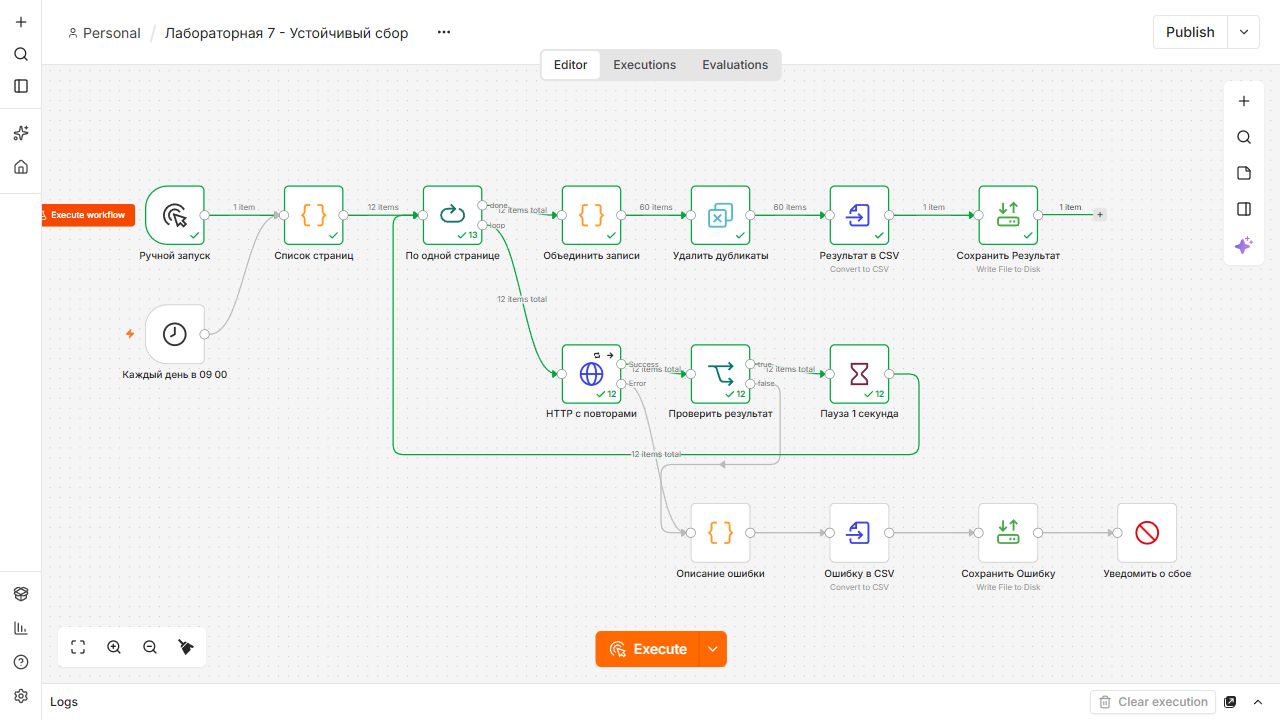 Personal / Лабораторная 7 - Устойчивый сбор
Publish
Editor
Executions
Evaluations
Execute workflow
1 item
12 items
done
12 items total
loop
60 items
60 items
1 item
1 item
13
Ручной запуск
Список страниц
По одной странице
Объединить записи
Удалить дубликаты
Результат в CSV
Convert to CSV
Сохранить Результат
Write File to Disk
12 items total
Каждый день в 09 00
Success
12 items total
Error
true
12 items total
false
12
12
12
HTTP с повторами
Проверить результат
Пауза 1 секунда
12 items total
Описание ошибки
Ошибку в CSV
Convert to CSV
Сохранить Ошибку
Write File to Disk
Уведомить о сбое
Execute
Logs
Clear execution